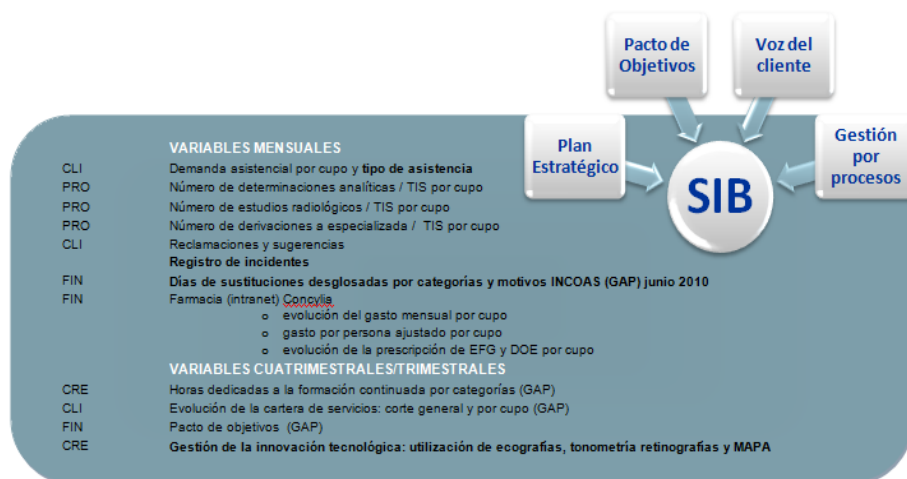 Pacto de
Objetivos
Voz del
cliente
Plan
Estratégico
Gestión
por
procesos
SIB
VARIABLES MENSUALES
CLI Demanda asistencial por cupo y tipo de asistencia
PRO Número de determinaciones analíticas / TIS por cupo
PRO Número de estudios radiológicos / TIS por cupo
PRO Número de derivaciones a especializada / TIS por cupo
CLI Reclamaciones y sugerencias
Registro de incidentes
FIN Días de sustituciones desglosadas por categorías y motivos INCOAS (GAP) junio 2010
FIN Farmacia (intranet) Concylia
o evolución del gasto mensual por cupo
o gasto por persona ajustado por cupo
o evolución de la prescripción de EFG y DOE por cupo
VARIABLES CUATRIMESTRALES/TRIMESTRALES
CRE Horas dedicadas a la formación continuada por categorías (GAP)
CLI Evolución de la cartera de servicios: corte general y por cupo (GAP)
FIN Pacto de objetivos (GAP)
CRE Gestión de la innovación tecnológica: utilización de ecografías, tonometría retinografías y MAPA